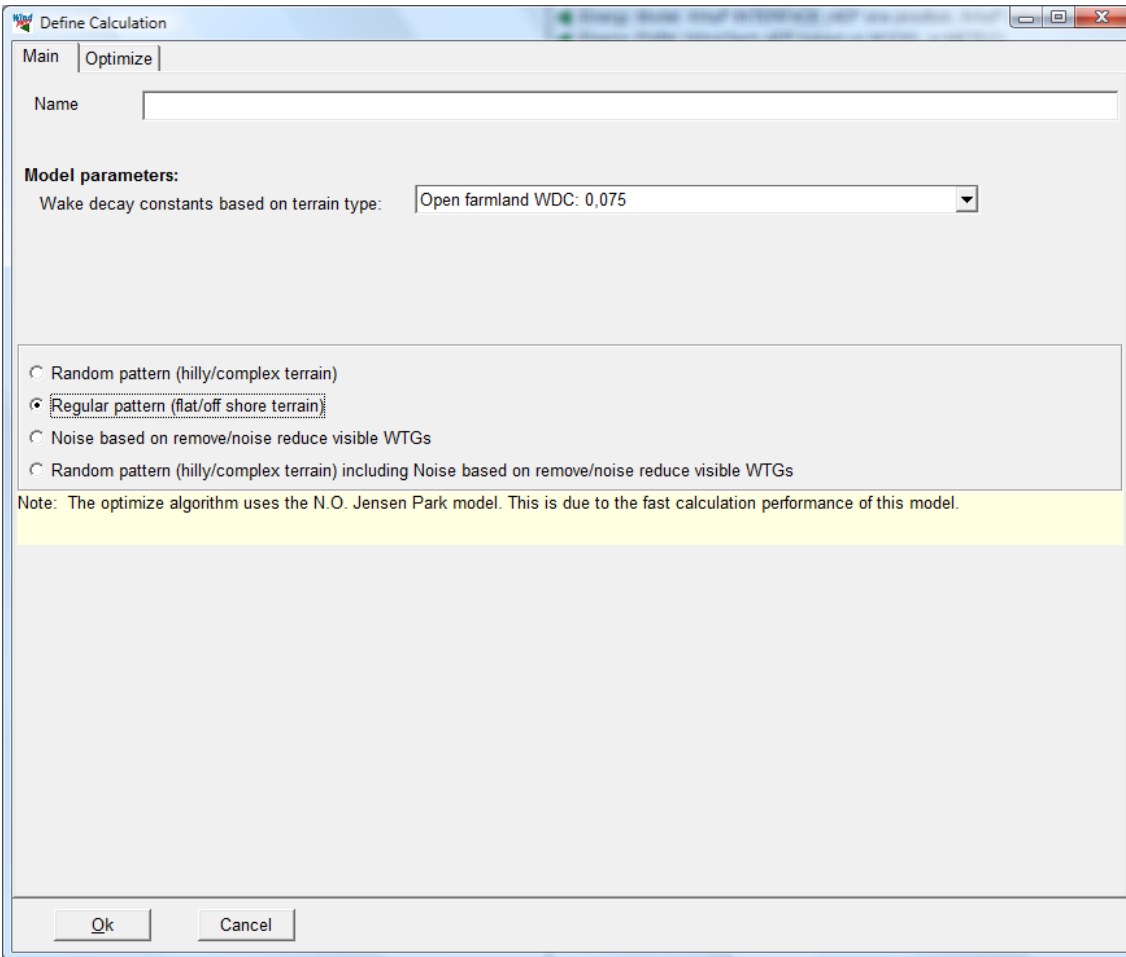 Define Calculation
Main Optimize
Name
Model parameters:
Wake decay constants based on terrain type: Open farmland WDC: 0,075
Random pattern (hilly/complex terrain)
Regular pattern (flat/off shore terrain)
Noise based on remove/noise reduce visible WTGs
Random pattern (hilly/complex terrain) including Noise based on remove/noise reduce visible WTGs
Note: The optimize algorithm uses the N.O. Jensen Park model. This is due to the fast calculation performance of this model.
Ok Cancel